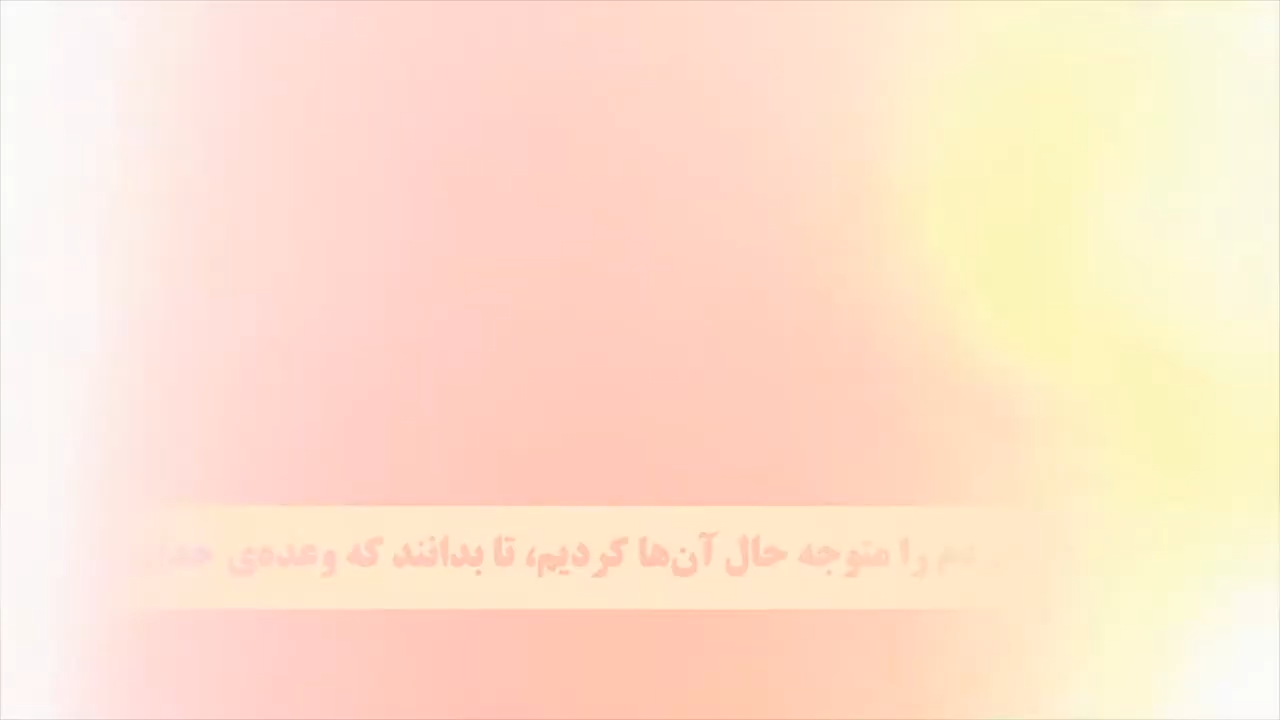 را متوجه حال آن‌ها کردیم، تا بدانند که وعده‌ی